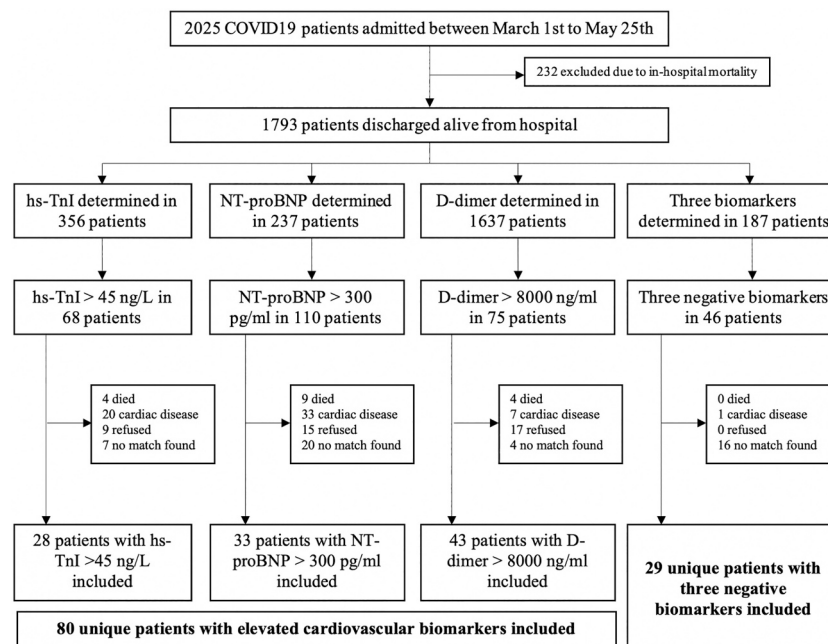 2025 COVID19 patients admitted between March 1st to May 25th
232 excluded due to in-hospital mortality
1793 patients discharged alive from hospital
hs-TnI determined in
356 patients
NT-proBNP determined
in 237 patients
D-dimer determined in
1637 patients
Three biomarkers
determined in 187 patients
hs-TnI > 45 ng/L in
68 patients
NT-proBNP > 300
pg/ml in 110 patients
D-dimer > 8000 ng/ml
in 75 patients
Three negative biomarkers
in 46 patients
4 died
20 cardiac disease
9 refused
7 no match found
9 died
33 cardiac disease
15 refused
20 no match found
4 died
7 cardiac disease
17 refused
4 no match found
0 died
1 cardiac disease
0 refused
16 no match found
28 patients with hs-
TnI >45 ng/L
included
33 patients with NT-
proBNP > 300 pg/ml
included
43 patients with D-
dimer > 8000 ng/ml
included
29 unique patients with
three negative
biomarkers included
80 unique patients with elevated cardiovascular biomarkers included